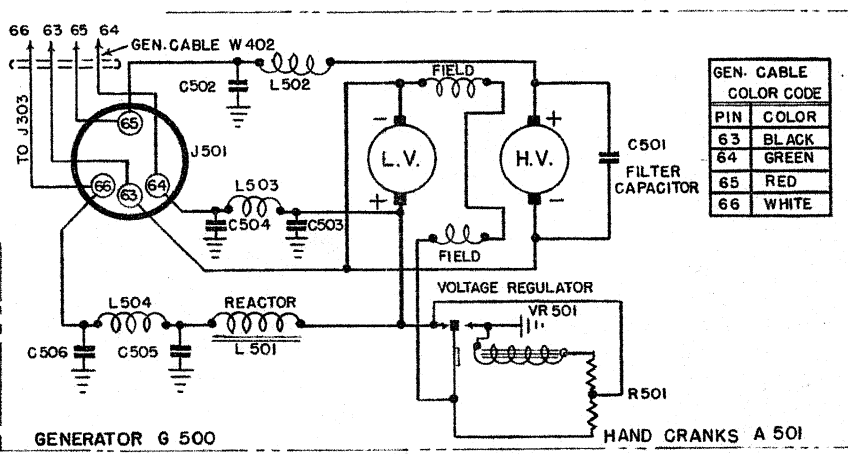 66 63 65 64
GEN. CABLE W 402
TO J303
C502
L502
FIELD
65
J501
66
63
64
L503
C504
C503
-
L.V.
+
+
H.V.
-
C501
FILTER
CAPACITOR
FIELD
GEN. CABLE
COLOR CODE
PIN COLOR
63 BLACK
64 GREEN
65 RED
66 WHITE
L504
REACTOR
C506
C505
L 501
VOLTAGE REGULATOR
VR 501
R501
GENERATOR G 500
HAND CRANKS A 501